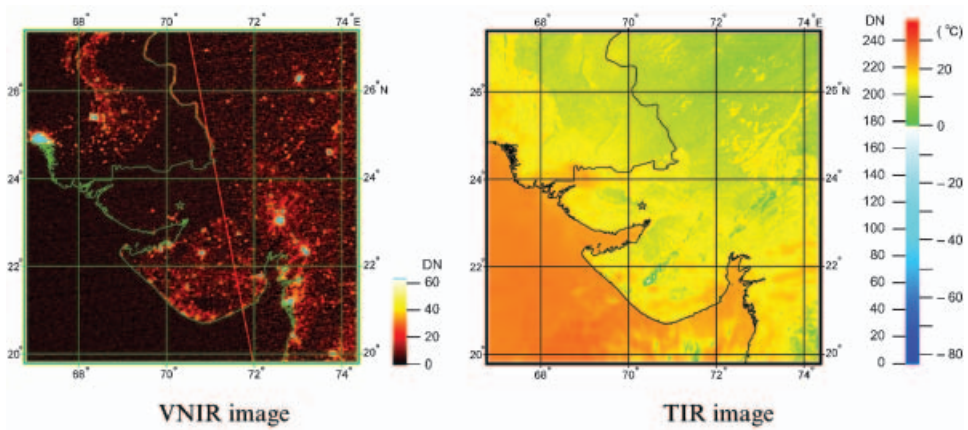 68° 70° 72° 74° E
26° 26° N
24° 24°
22° 22°
20° 20°
68° 70° 72° 74°
DN
60
40
20
0
VNIR image
68° 70° 72° 74° E
26° 26° N
24° 24°
22° 22°
20° 20°
68° 70° 72° 74°
TIR image
DN (°C)
240
220 20
200
180 0
DN
160
140 -20
120
100 -40
80
60 -60
40
20
0 -80